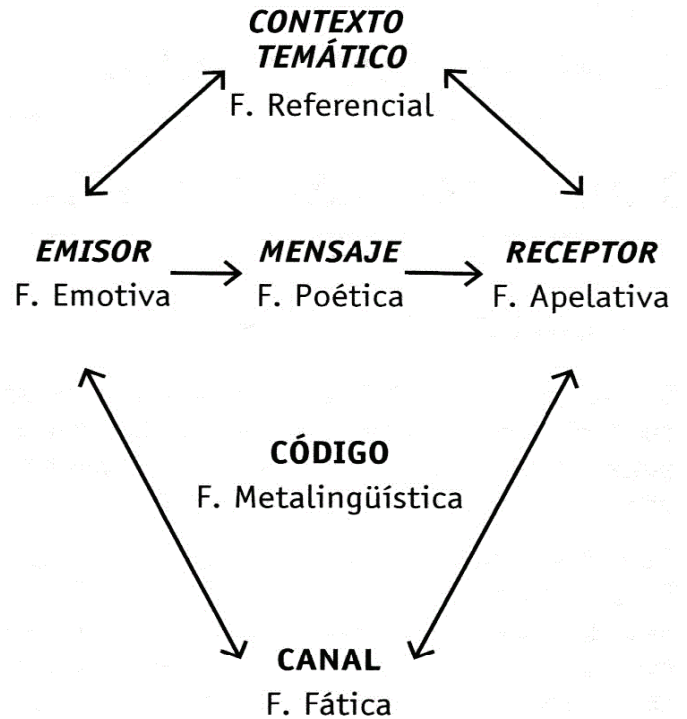 CONTEXTO
TEMÁTICO
F. Referencial
EMISOR
F. Emotiva
MENSAJE
F. Poética
RECEPTOR
F. Apelativa
CÓDIGO
F. Metalingüística
CANAL
F. Fática